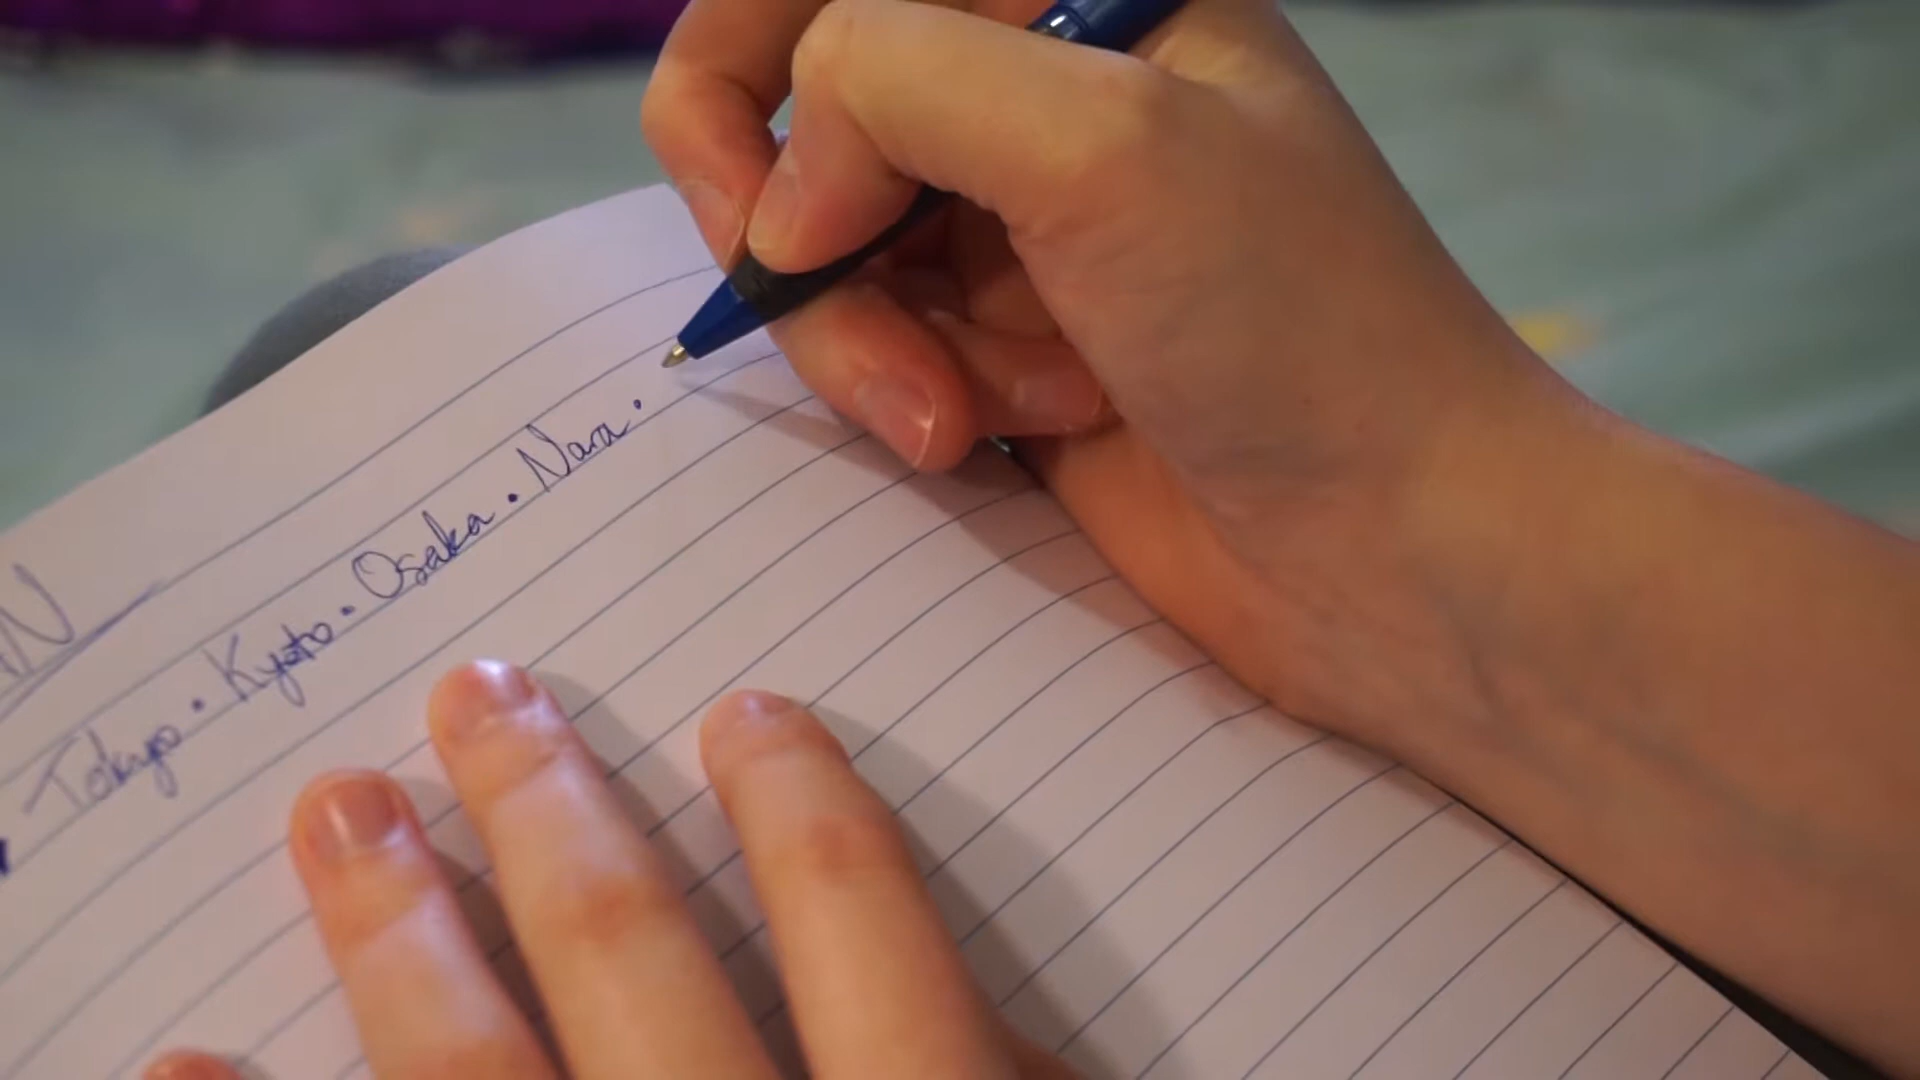 N
Tokyo • Kyoto • Osaka • Nara •